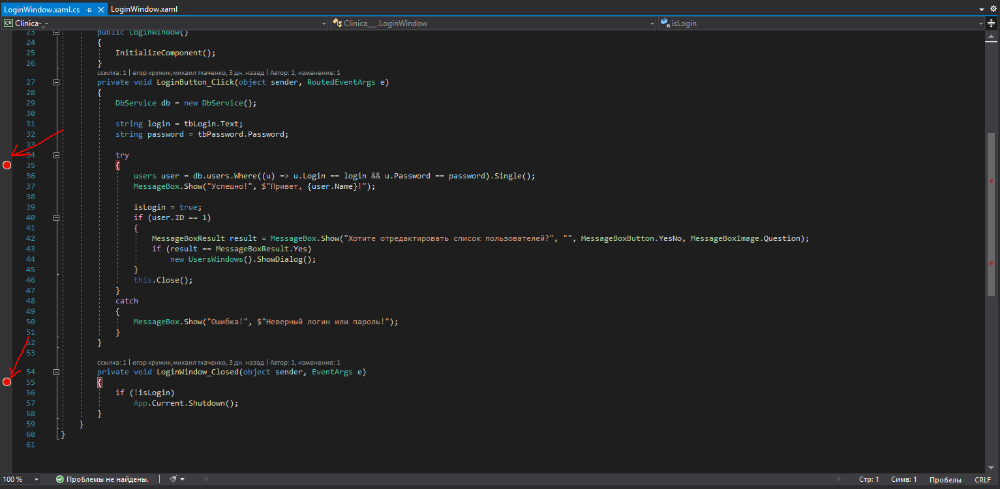 LoginWindow.xaml.cs LoginWindow.xaml
C# Clinica-_- Clinica___.LoginWindow isLogin
23 public LoginWindow()
24 {
25 InitializeComponent();
26 }
ссылка: 1 | егор кружик,михаил ткаченко, 3 дн. назад | Автор: 1, изменение: 1
27 private void LoginButton_Click(object sender, RoutedEventArgs e)
28 {
29 DbService db = new DbService();
30
31 string login = tbLogin.Text;
32 string password = tbPassword.Password;
33
34 try
35 {
36 users user = db.users.Where((u) => u.Login == login && u.Password == password).Single();
37 MessageBox.Show("Успешно!", $"Привет, {user.Name}!");
38
39 isLogin = true;
40 if (user.ID == 1)
41 {
42 MessageBoxResult result = MessageBox.Show("Хотите отредактировать список пользователей?", "", MessageBoxButton.YesNo, MessageBoxImage.Question);
43 if (result == MessageBoxResult.Yes)
44 new UsersWindows().ShowDialog();
45 }
46 this.Close();
47 }
48 catch
49 {
50 MessageBox.Show("Ошибка!", $"Неверный логин или пароль!");
51 }
52 }
53
ссылка: 1 | егор кружик,михаил ткаченко, 3 дн. назад | Автор: 1, изменение: 1
54 private void LoginWindow_Closed(object sender, EventArgs e)
55 {
56 if (!isLogin)
57 App.Current.Shutdown();
58 }
59 }
60 }
61
100 % Проблемы не найдены. Стр: 1 Симв: 1 Пробелы CRLF